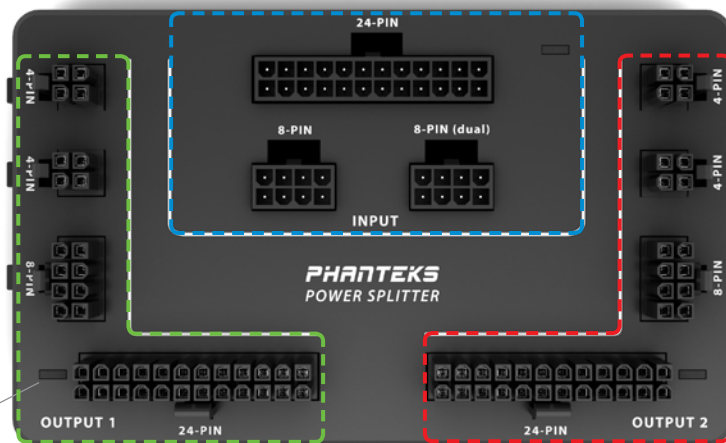 24-PIN
4-PIN
4-PIN
8-PIN
8-PIN (dual)
4-PIN
4-PIN
INPUT
8-PIN
8-PIN
PHANTEKS
POWER SPLITTER
OUTPUT 1
24-PIN
24-PIN
OUTPUT 2